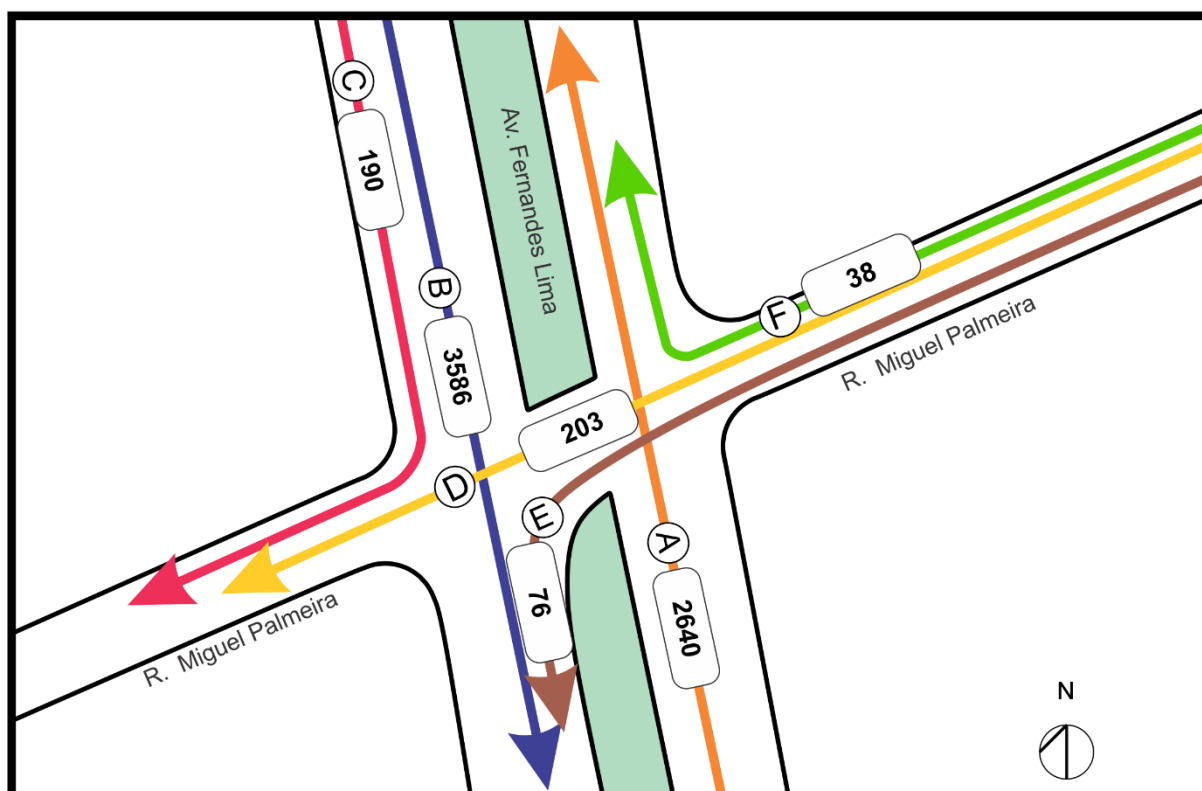 C
190
Av. Fernandes Lima
B
3586
F
38
R. Miguel Palmeira
203
D
E
A
76
2640
R. Miguel Palmeira
N